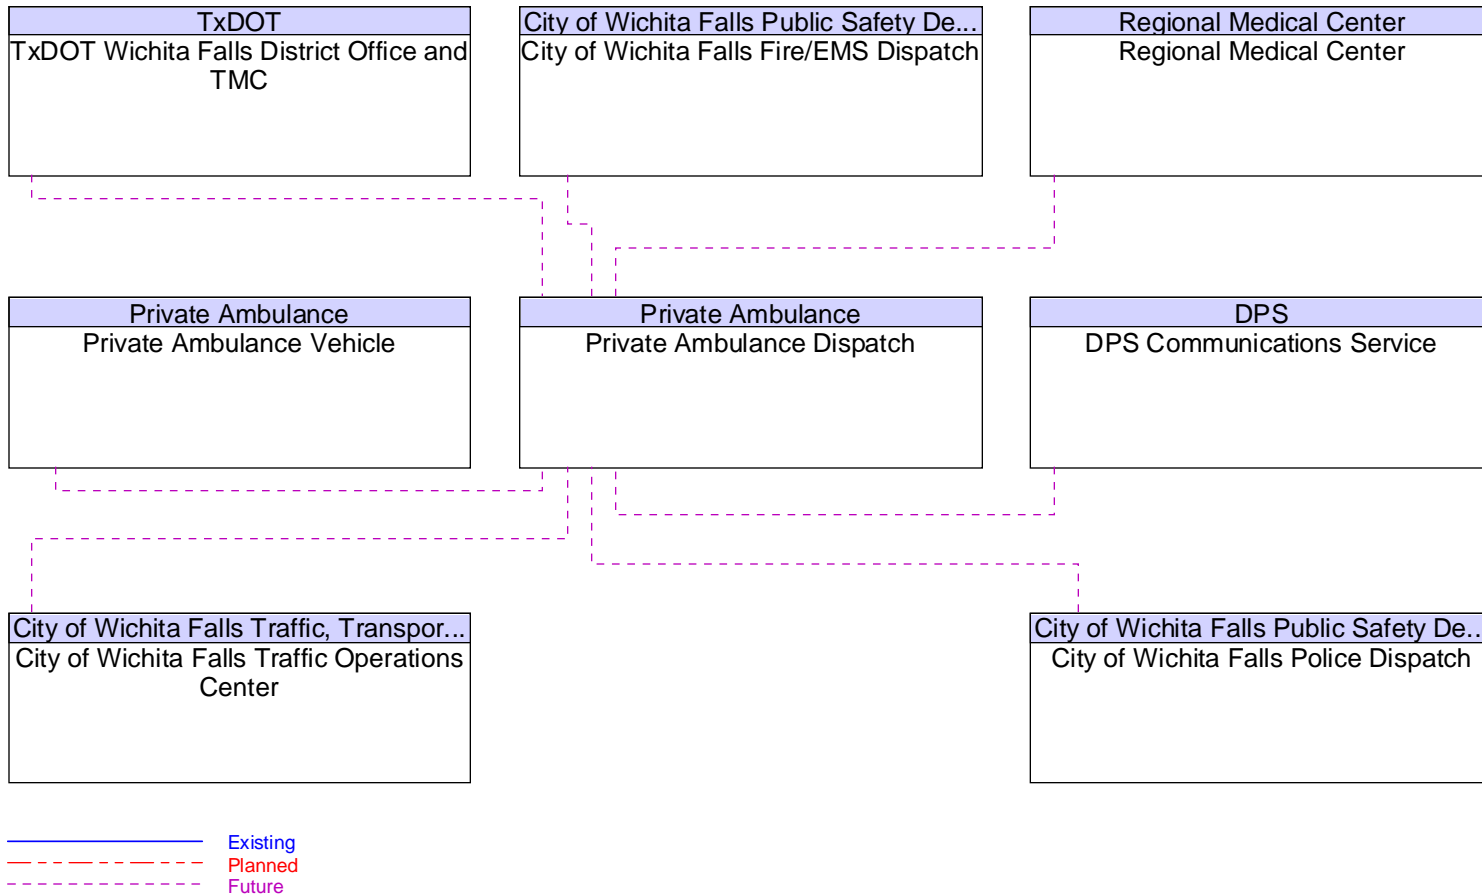 TxDOT
TxDOT Wichita Falls District Office and
TMC
City of Wichita Falls Public Safety De...
City of Wichita Falls Fire/EMS Dispatch
Regional Medical Center
Regional Medical Center
Private Ambulance
Private Ambulance Vehicle
Private Ambulance
Private Ambulance Dispatch
DPS
DPS Communications Service
City of Wichita Falls Traffic, Transpor...
City of Wichita Falls Traffic Operations
Center
City of Wichita Falls Public Safety De...
City of Wichita Falls Police Dispatch
Existing
Planned
Future